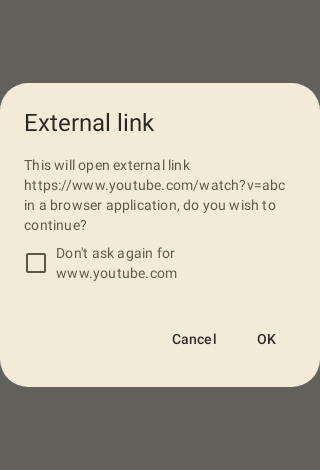 External link
This will open external link
https://www.youtube.com/watch?v=abc
in a browser application, do you wish to
continue?
Don't ask again for
www.youtube.com
Cancel OK